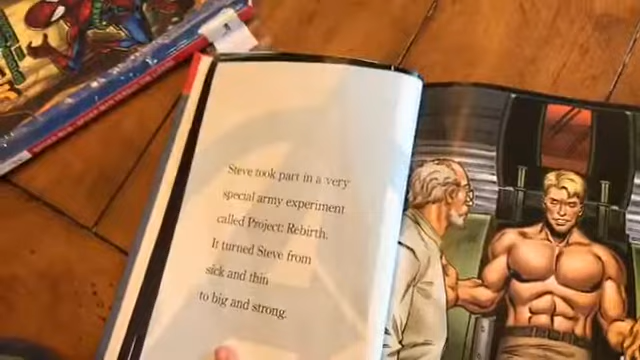 Steve took part in a very
special army experiment
called Project: Rebirth.
It turned Steve from
sick and thin
to big and strong.